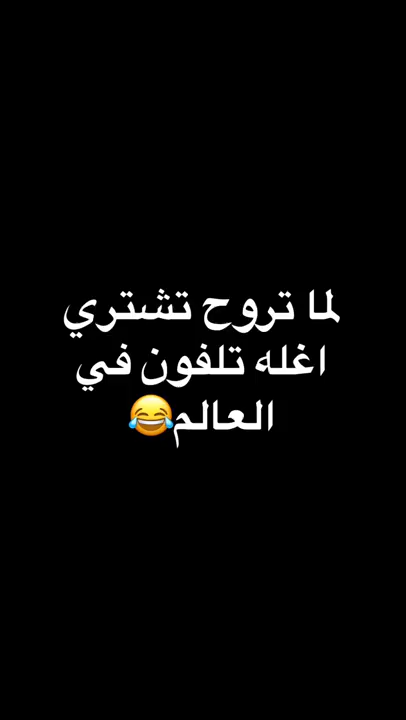 لما تروح تشتري
اغله تلفون في
العالم😂